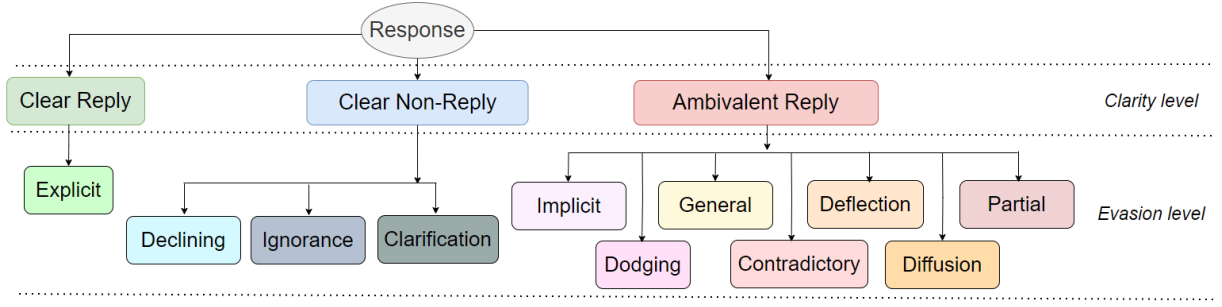 Response
Clear Reply
Clear Non-Reply
Ambivalent Reply
Clarity level
Explicit
Declining
Ignorance
Clarification
Implicit
General
Deflection
Partial
Dodging
Contradictory
Diffusion
Evasion level